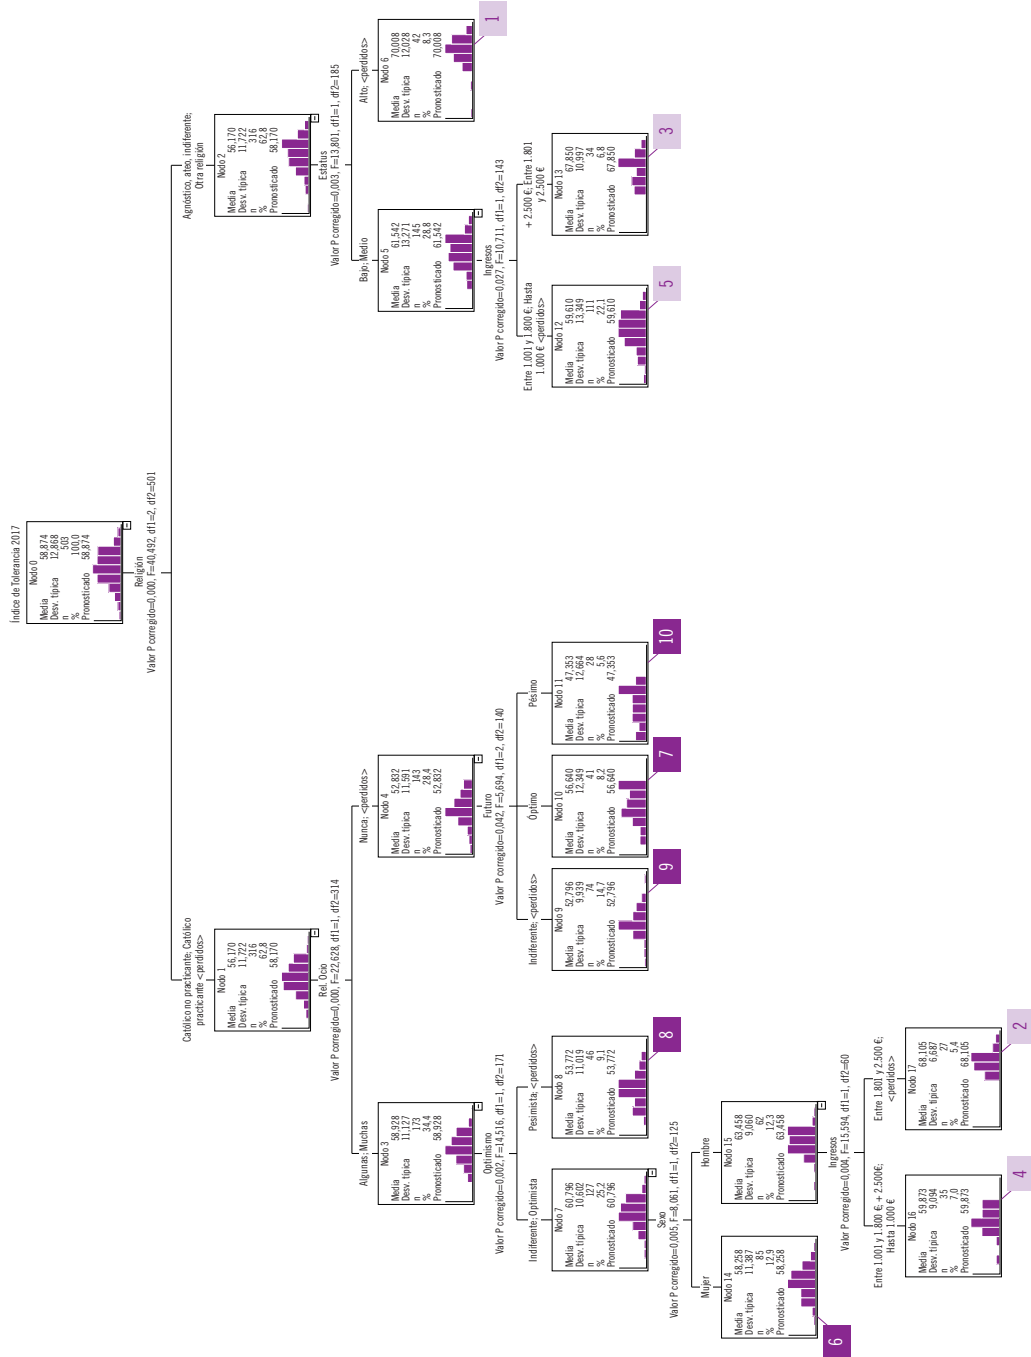 Índice de Tolerancia 2017
Nodo 0
Media 58,874
Desv. típica 12,868
n 503
% 100,0
Pronosticado 58,874
Religión
Valor P corregido=0,000, F=40,492, df1=2, df2=501
Católico no practicante; Católico
practicante <perdidos>
Nodo 1
Media 56,170
Desv. típica 11,722
n 316
% 62,8
Pronosticado 58,170
Rel. Ocio
Valor P corregido=0,000, F=22,628, df1=1, df2=314
Agnóstico, ateo, indiferente;
Otra religión
Nodo 2
Media 56,170
Desv. típica 11,722
n 316
% 62,8
Pronosticado 58,170
Estatus
Valor P corregido=0,003, F=13,801, df1=1, df2=185
Algunas; Muchas
Nodo 3
Media 58,928
Desv. típica 11,127
n 173
% 34,4
Pronosticado 58,928
Optimismo
Valor P corregido=0,002, F=14,516, df1=1, df2=171
Nunca; <perdidos>
Nodo 4
Media 52,832
Desv. típica 11,591
n 143
% 28,4
Pronosticado 52,832
Futuro
Valor P corregido=0,042, F=5,694, df1=2, df2=140
Bajo; Medio
Nodo 5
Media 61,542
Desv. típica 13,271
n 145
% 28,8
Pronosticado 61,542
Ingresos
Valor P corregido=0,027, F=10,711, df1=1, df2=143
Alto; <perdidos>
Nodo 6
Media 70,008
Desv. típica 12,028
n 42
% 8,3
Pronosticado 70,008
1
Indiferente; Optimista
Nodo 7
Media 60,796
Desv. típica 10,602
n 127
% 25,2
Pronosticado 60,796
Sexo
Valor P corregido=0,005, F=8,061, df1=1, df2=125
Pesimista; <perdidos>
Nodo 8
Media 53,772
Desv. típica 11,019
n 46
% 9,1
Pronosticado 53,772
8
Indiferente; <perdidos>
Nodo 9
Media 52,796
Desv. típica 9,939
n 74
% 14,7
Pronosticado 52,796
9
Óptimo
Nodo 10
Media 56,640
Desv. típica 12,349
n 41
% 8,2
Pronosticado 56,640
7
Pésimo
Nodo 11
Media 47,353
Desv. típica 12,664
n 28
% 5,6
Pronosticado 47,353
10
Entre 1.001 y 1.800 €; Hasta
1.000 € <perdidos>
Nodo 12
Media 59,610
Desv. típica 13,349
n 111
% 22,1
Pronosticado 59,610
5
+ 2.500 €; Entre 1.801
y 2.500 €
Nodo 13
Media 67,850
Desv. típica 10,997
n 34
% 6,8
Pronosticado 67,850
3
Mujer
Nodo 14
Media 58,258
Desv. típica 11,387
n 85
% 12,9
Pronosticado 58,258
6
Hombre
Nodo 15
Media 63,458
Desv. típica 9,060
n 62
% 12,3
Pronosticado 63,458
Ingresos
Valor P corregido=0,004, F=15,594, df1=1, df2=60
Entre 1.001 y 1.800 €; + 2.500€;
Hasta 1.000 €
Nodo 16
Media 59,873
Desv. típica 9,094
n 35
% 7,0
Pronosticado 59,873
4
Entre 1.801 y 2.500 €;
<perdidos>
Nodo 17
Media 68,105
Desv. típica 6,687
n 27
% 5,4
Pronosticado 68,105
2